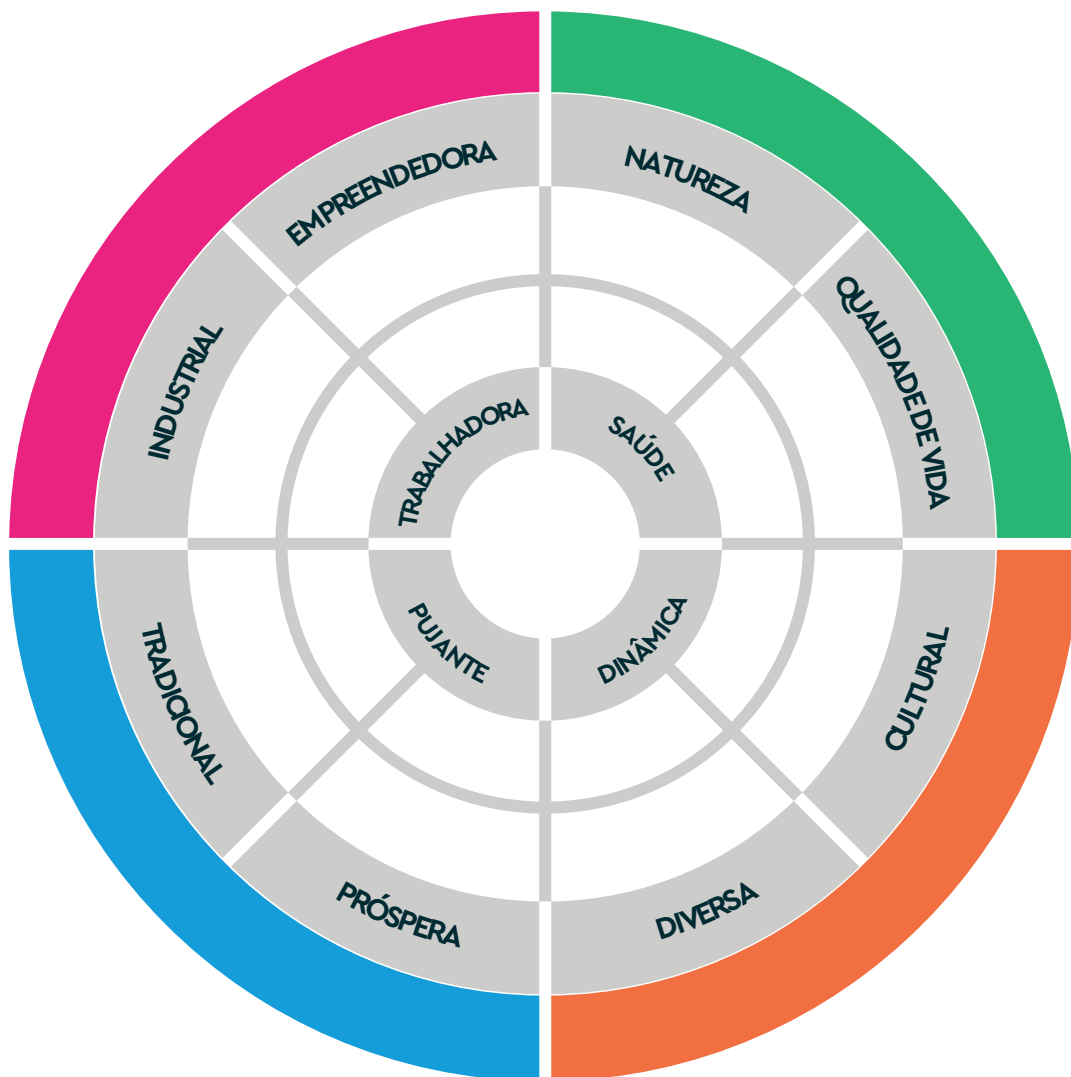 EMPREENDEDORA
NATUREZA
INDUSTRIAL
QUALIDADE DE VIDA
TRABALHADORA
SAÚDE
PUJANTE
DINÂMICA
TRADICIONAL
CULTURAL
PRÓSPERA
DIVERSA